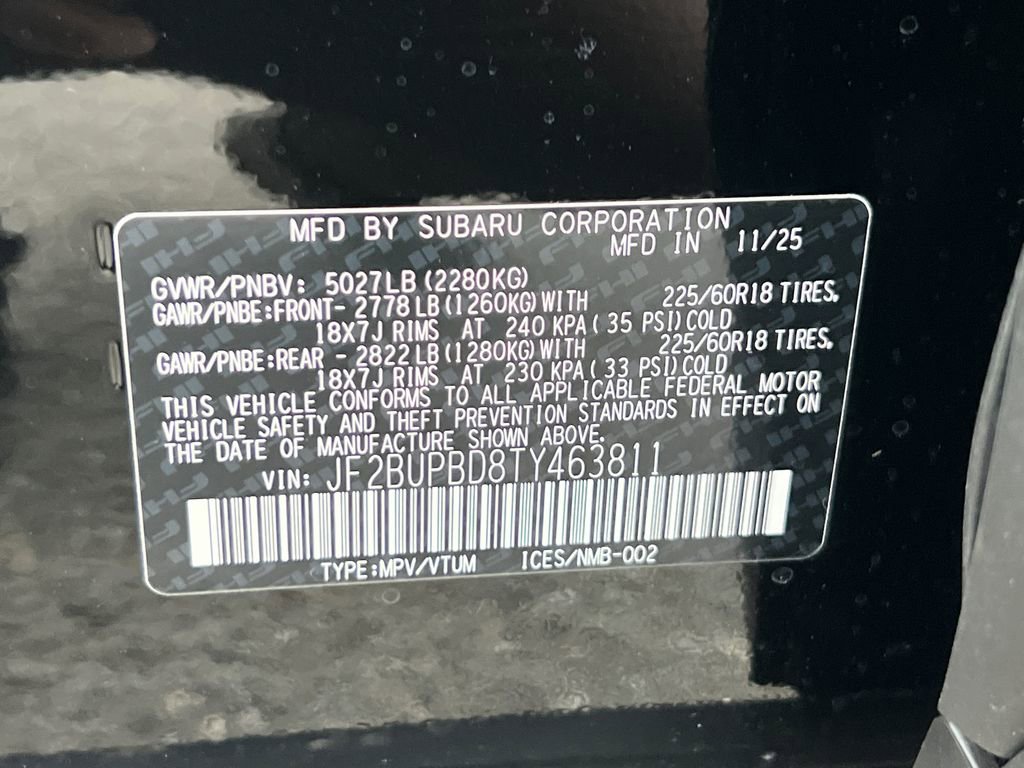 MFD BY SUBARU CORPORATION
MFD IN 11/25
GVWR/PNBV: 5027LB (2280KG)
GAWR/PNBE:FRONT- 2778 LB (1260KG) WITH 225/60R18 TIRES,
18X7J RIMS AT 240 KPA ( 35 PSI) COLD
GAWR/PNBE:REAR - 2822 LB (1280KG) WITH 225/60R18 TIRES,
18X7J RIMS AT 230 KPA ( 33 PSI) COLD
THIS VEHICLE CONFORMS TO ALL APPLICABLE FEDERAL MOTOR
VEHICLE SAFETY AND THEFT PREVENTION STANDARDS IN EFFECT ON
THE DATE OF MANUFACTURE SHOWN ABOVE.
VIN: JF2BUPBD8TY463811
TYPE:MPV/VTUM ICES/NMB-002